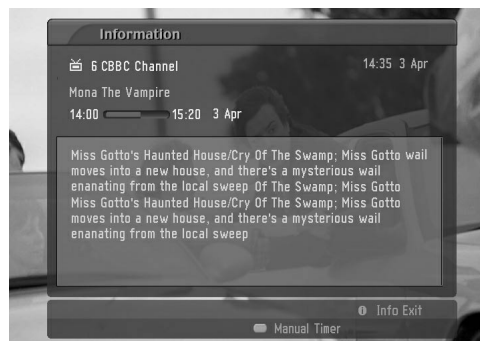 Information
6 CBBC Channel 14:35 3 Apr
Mona The Vampire
14:00 15:20 3 Apr
Miss Gotto's Haunted House/Cry Of The Swamp; Miss Gotto wail
moves into a new house, and there's a mysterious wail
enanating from the local sweep Of The Swamp; Miss Gotto
Miss Gotto's Haunted House/Cry Of The Swamp; Miss Gotto
moves into a new house, and there's a mysterious wail
enanating from the local sweep
Info Exit
Manual Timer